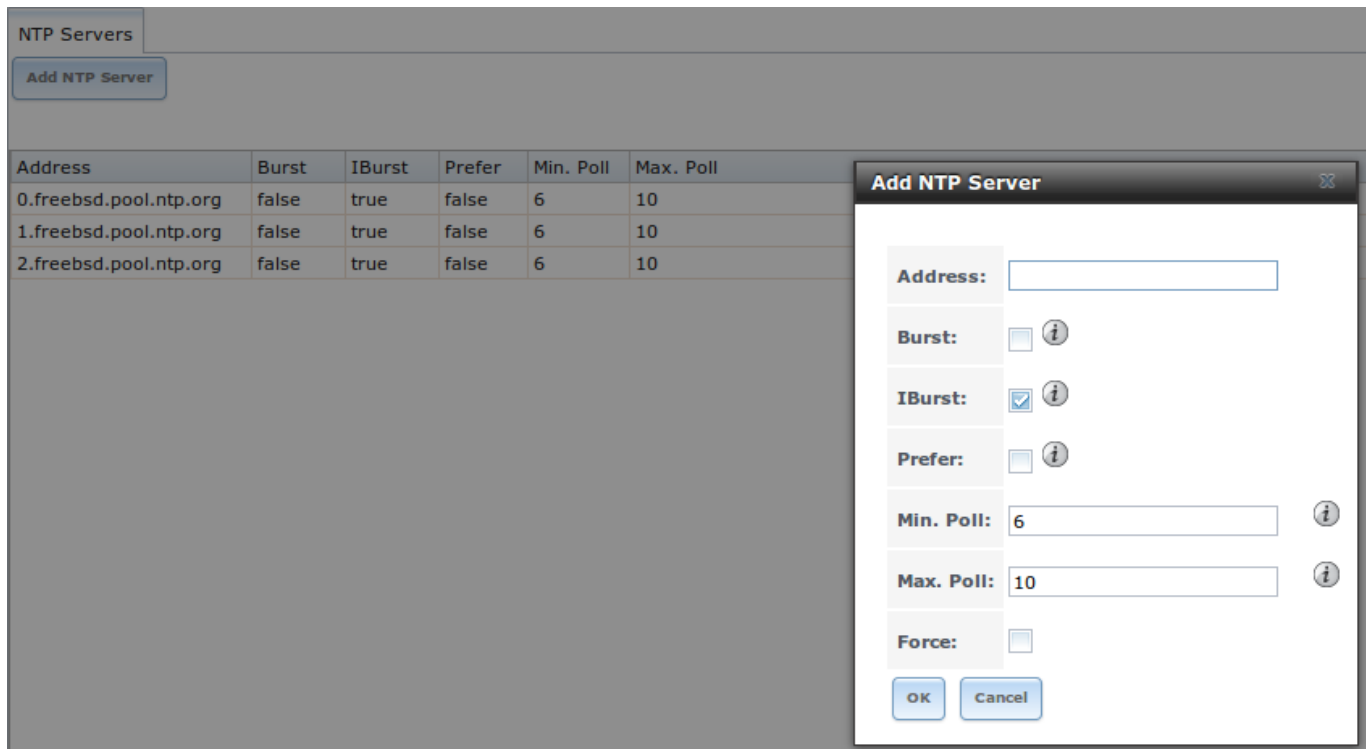 NTP Servers
Add NTP Server
Address Burst IBurst Prefer Min. Poll Max. Poll
0.freebsd.pool.ntp.org false true false 6 10
1.freebsd.pool.ntp.org false true false 6 10
2.freebsd.pool.ntp.org false true false 6 10
Add NTP Server
Address:
Burst:
IBurst:
Prefer:
Min. Poll: 6
Max. Poll: 10
Force:
OK Cancel